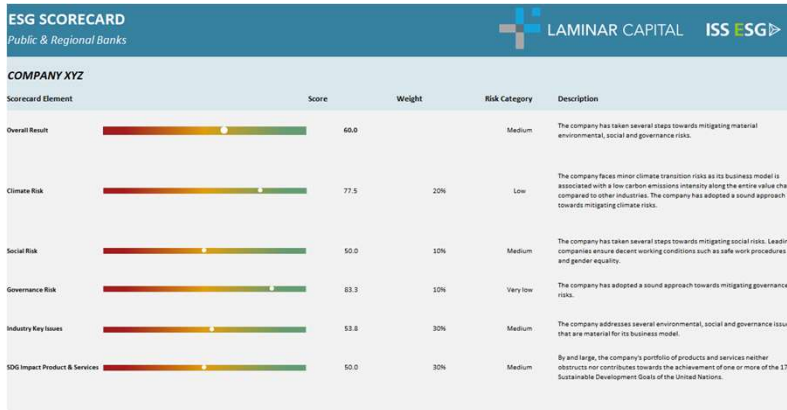 ESG SCORECARD
Public & Regional Banks
LAMINAR CAPITAL ISS ESG
COMPANY XYZ
Scorecard Element Score Weight Risk Category Description
Overall Result 60.0 Medium The company has taken several steps towards mitigating material
environmental, social and governance risks.
The company faces minor climate transition risks as its business model is
associated with a low carbon emissions intensity along the entire value cha
Climate Risk 77.5 20% Low compared to other industries. The company has adopted a sound approach
towards mitigating climate risks.
The company has taken several steps towards mitigating social risks. Leadin
Social Risk 50.0 10% Medium companies ensure decent working conditions such as safe work procedures
and gender equality.
Governance Risk 83.3 10% Very low The company has adopted a sound approach towards mitigating governance
risks.
Industry Key Issues 53.8 30% Medium The company addresses several environmental, social and governance issu
that are material for its business model.
By and large, the company's portfolio of products and services neither
SDG Impact Product & Services 50.0 30% Medium obstructs nor contributes towards the achievement of one or more of the 17
Sustainable Development Goals of the United Nations.